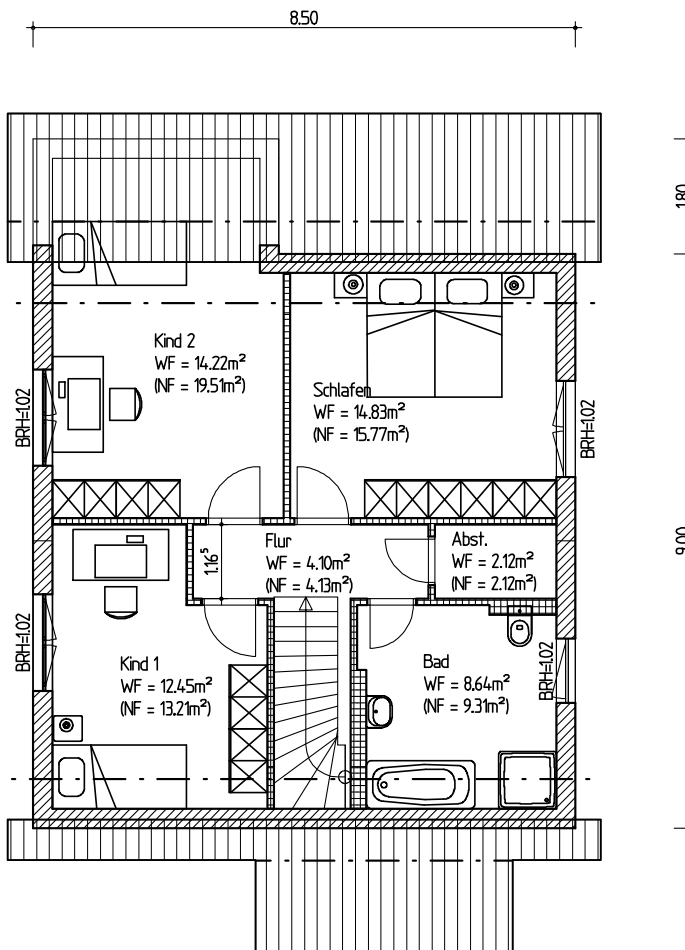 8.50
180
Kind 2
WF = 14.22m²
(NF = 19.51m²)
Schlafen
WF = 14.83m²
(NF = 15.77m²)
BRH=1.02
BRH=1.02
9.00
Flur
WF = 4.10m²
(NF = 4.13m²)
1.16⁵
Abst.
WF = 2.12m²
(NF = 2.12m²)
BRH=1.02
Kind 1
WF = 12.45m²
(NF = 13.21m²)
Bad
WF = 8.64m²
(NF = 9.31m²)
BRH=1.02